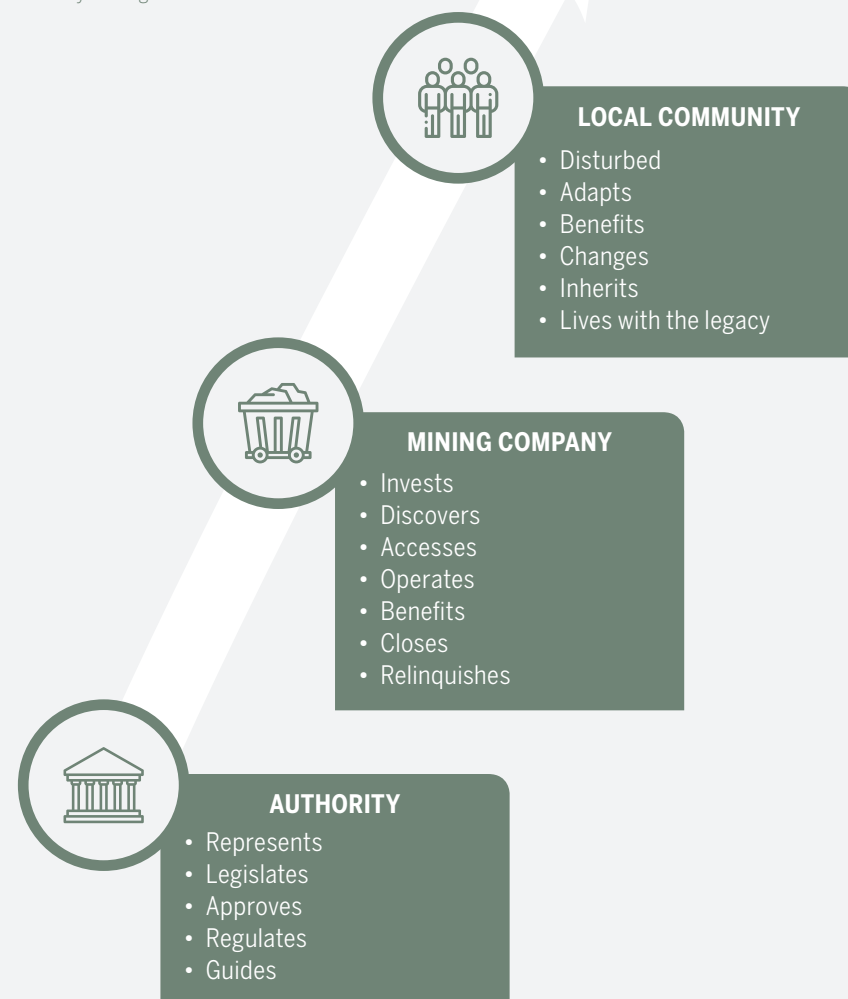 LOCAL COMMUNITY
• Disturbed
• Adapts
• Benefits
• Changes
• Inherits
• Lives with the legacy
MINING COMPANY
• Invests
• Discovers
• Accesses
• Operates
• Benefits
• Closes
• Relinquishes
AUTHORITY
• Represents
• Legislates
• Approves
• Regulates
• Guides